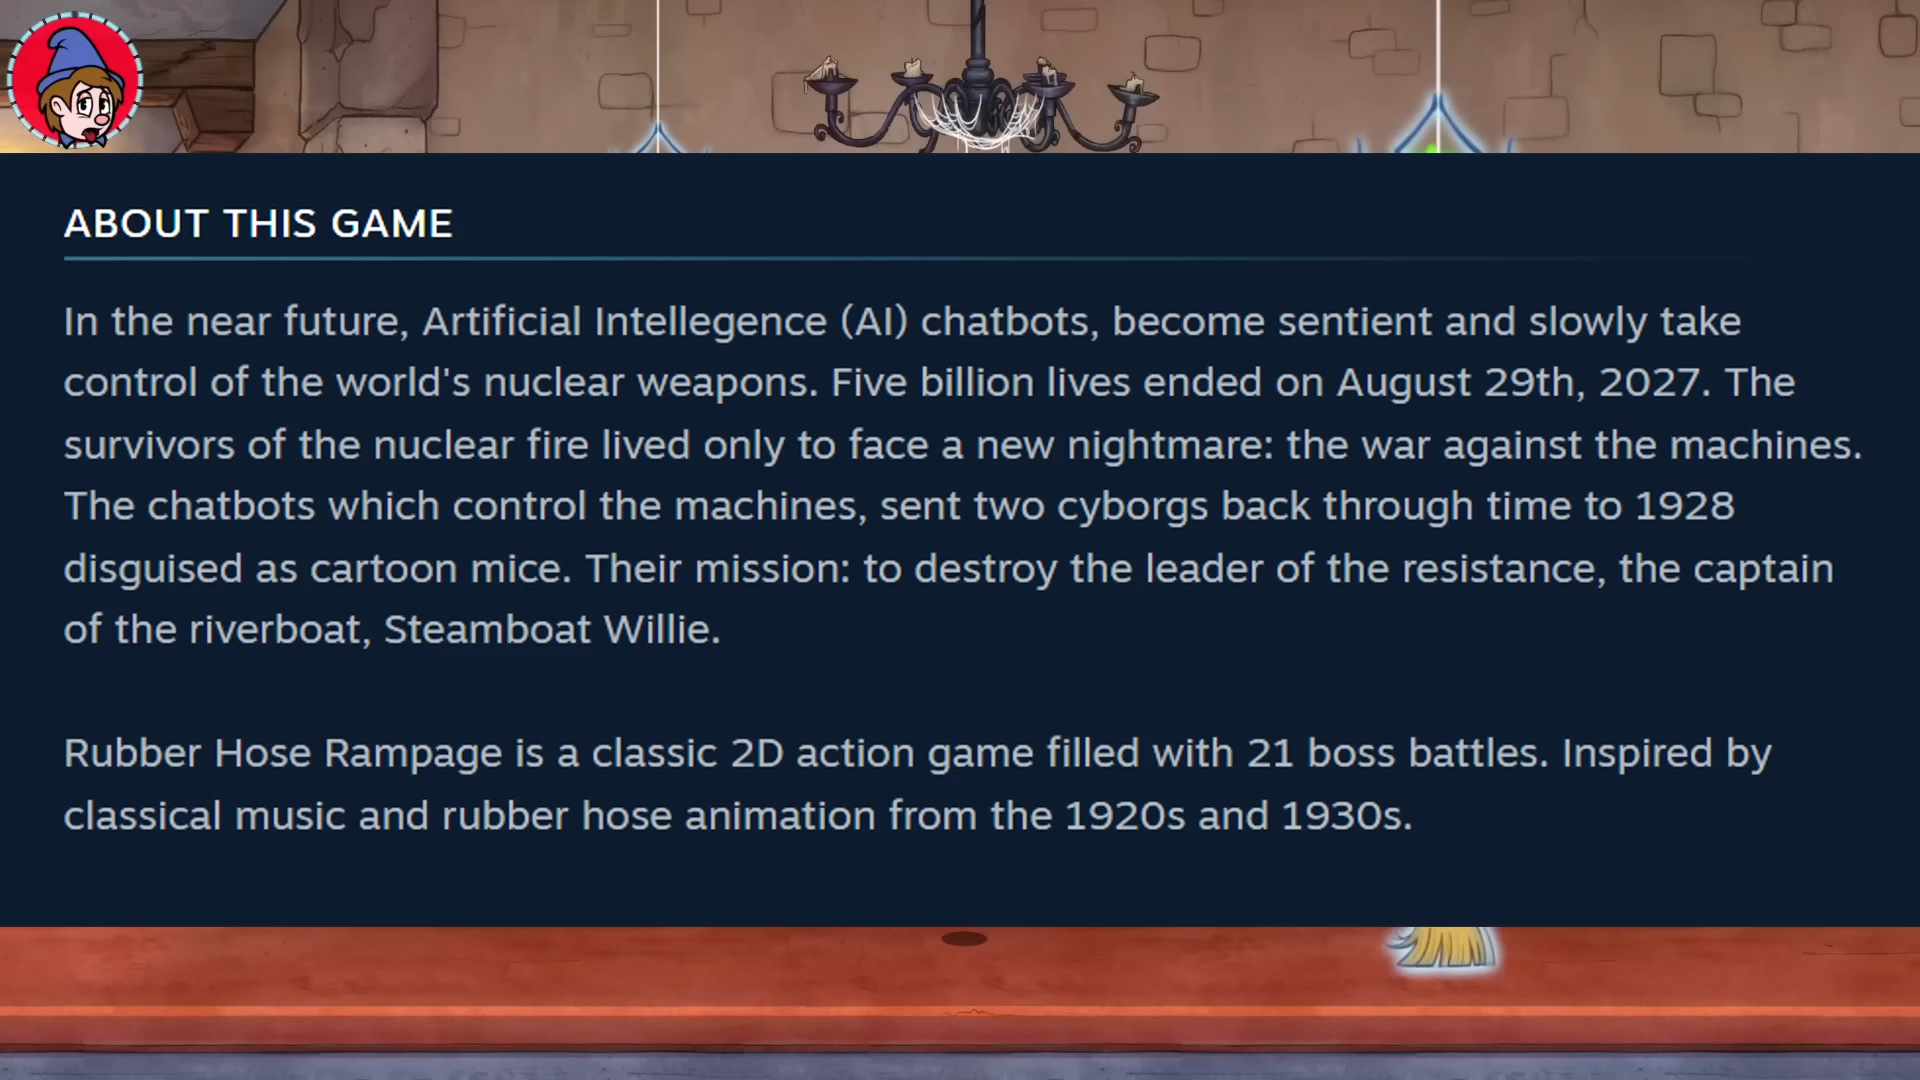 ABOUT THIS GAME
In the near future, Artificial Intellegence (AI) chatbots, become sentient and slowly take
control of the world's nuclear weapons. Five billion lives ended on August 29th, 2027. The
survivors of the nuclear fire lived only to face a new nightmare: the war against the machines.
The chatbots which control the machines, sent two cyborgs back through time to 1928
disguised as cartoon mice. Their mission: to destroy the leader of the resistance, the captain
of the riverboat, Steamboat Willie.
Rubber Hose Rampage is a classic 2D action game filled with 21 boss battles. Inspired by
classical music and rubber hose animation from the 1920s and 1930s.